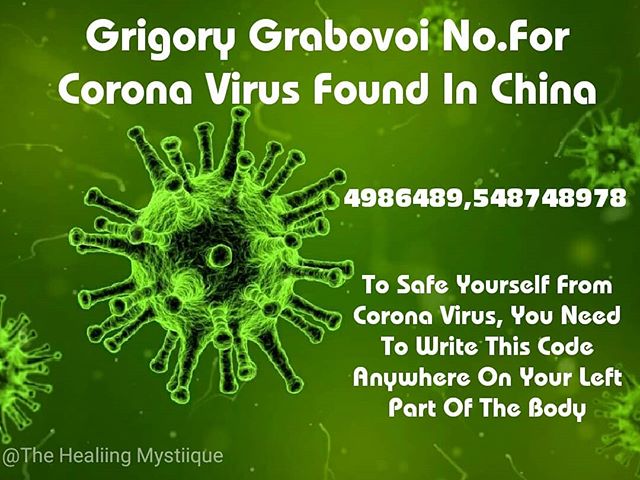 Grigory Grabovoi No.For
Corona Virus Found In China
4986489,548748978
To Safe Yourself From
Corona Virus, You Need
To Write This Code
Anywhere On Your Left
Part Of The Body
@The Healiing Mystiique